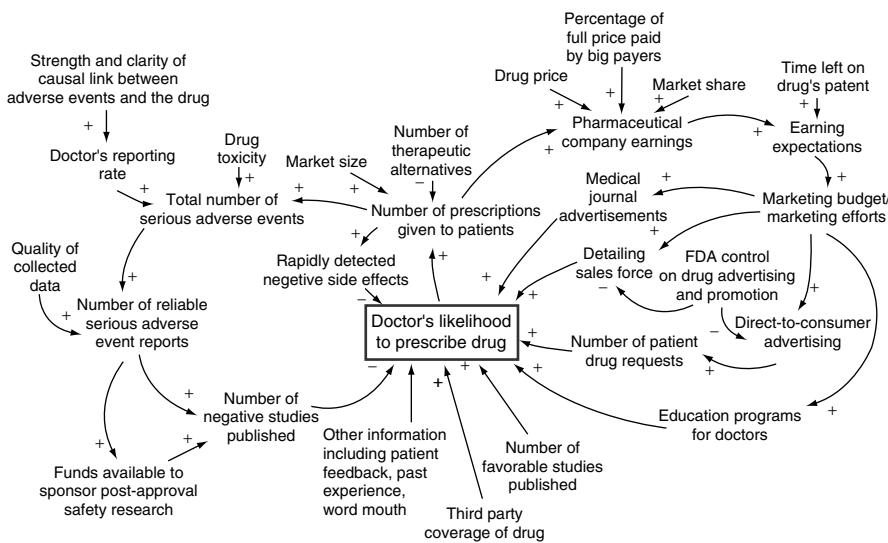 Percentage of
full price paid
by big payers
Strength and clarity of
causal link between
adverse events and the drug
Drug price
Market share
Time left on
drug's patent
+
+
+
+
+
Pharmaceutical
company earnings
+
+
Earning
expectations
Doctor's reporting
rate
Drug
toxicity
Market size
Number of
therapeutic
alternatives
+
+
+
+
−
+
Total number of
serious adverse events
Number of prescriptions
given to patients
Medical
journal
advertisements
+
+
Marketing budget/
marketing efforts
Quality of
collected
data
+
Rapidly detected
negetive side effects
+
Detailing
sales force
+
FDA control
on drug advertising
and promotion
+
+
−
+
+
−
+
Number of reliable
serious adverse
event reports
−
Doctor's likelihood
to prescribe drug
+
Number of patient
drug requests
+
Direct-to-consumer
advertising
−
+
+
+
+
Number of
negative studies
published
+
+
+
Other information
including patient
feedback, past
experience,
word mouth
Number of
favorable studies
published
Education programs
for doctors
+
Funds available to
sponsor post-approval
safety research
Third party
coverage of drug